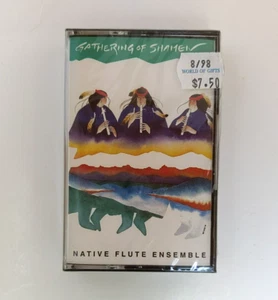 GATHERING OF SHAMEN
8/98
WORLD OF GIFTS
$7.50
NATIVE FLUTE ENSEMBLE